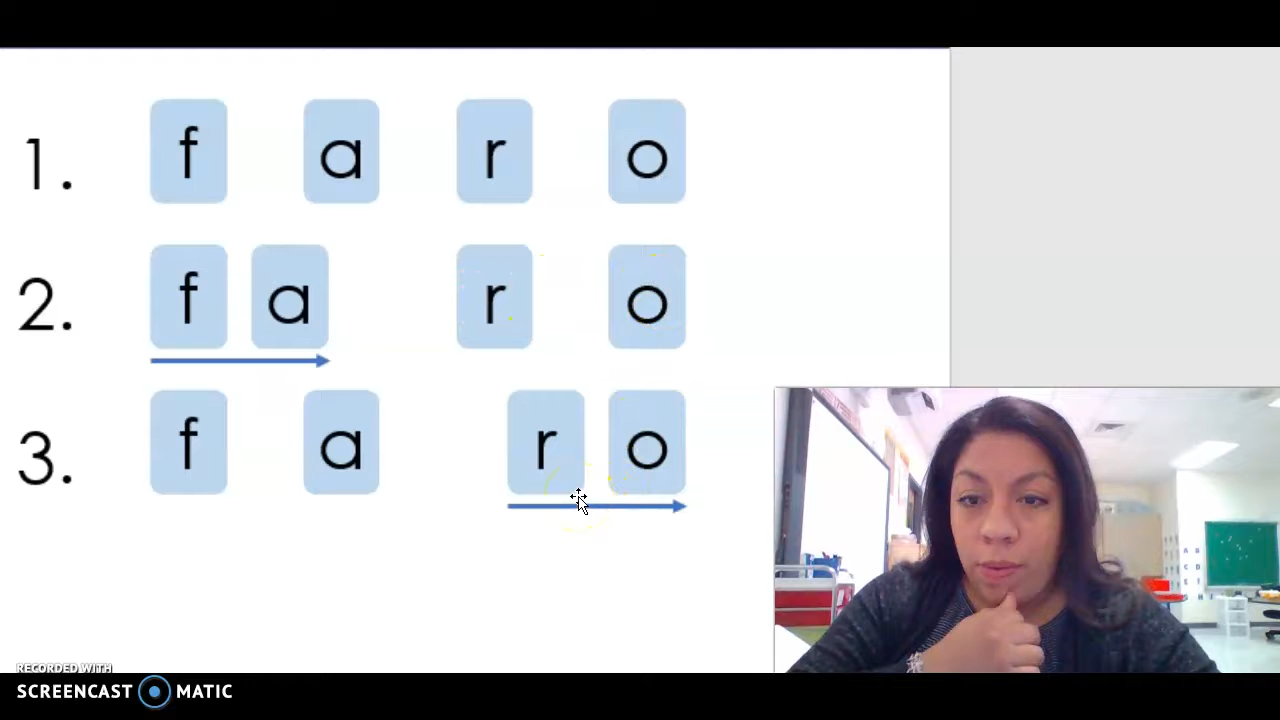 1. f a r o
2. f a r o
3. f a r o
RECORDED WITH
SCREENCAST MATIC